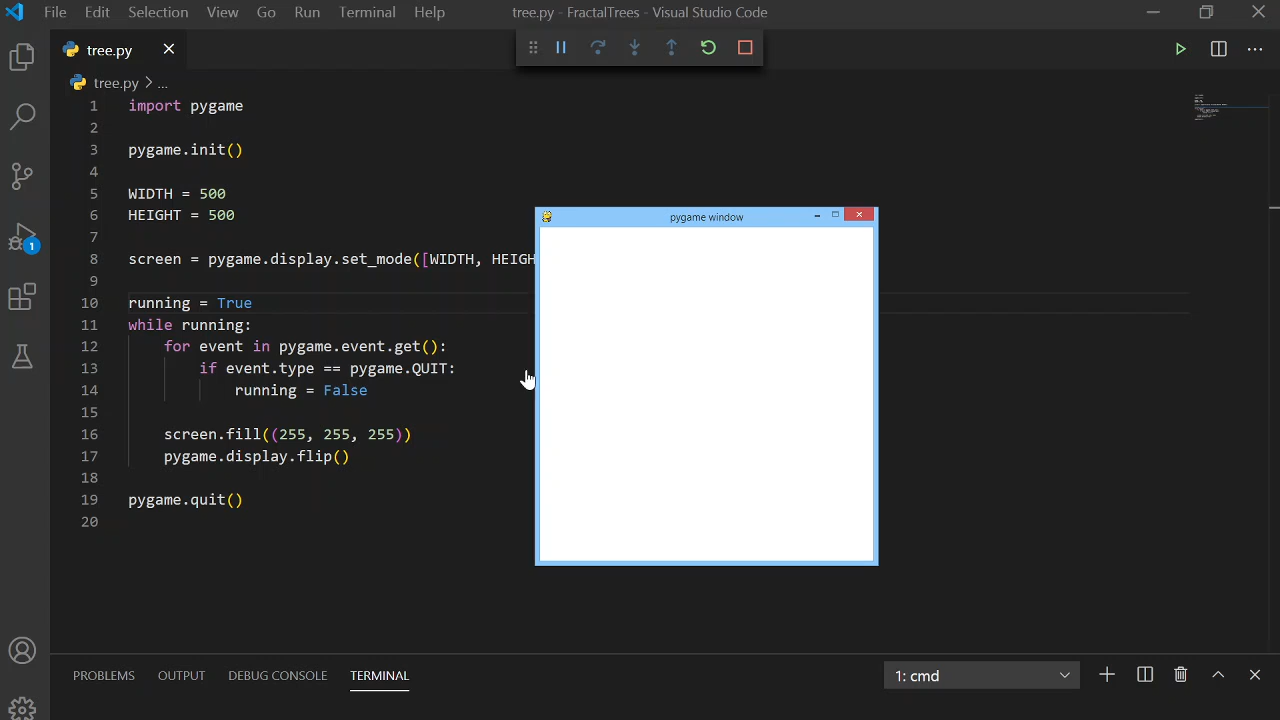 File Edit Selection View Go Run Terminal Help tree.py - FractalTrees - Visual Studio Code
tree.py
tree.py > ...
1 import pygame
2
3 pygame.init()
4
5 WIDTH = 500
6 HEIGHT = 500
7
8 screen = pygame.display.set_mode([WIDTH, HEIGH
9
10 running = True
11 while running:
12 for event in pygame.event.get():
13 if event.type == pygame.QUIT:
14 running = False
15
16 screen.fill((255, 255, 255))
17 pygame.display.flip()
18
19 pygame.quit()
20
pygame window
1
PROBLEMS OUTPUT DEBUG CONSOLE TERMINAL 1: cmd